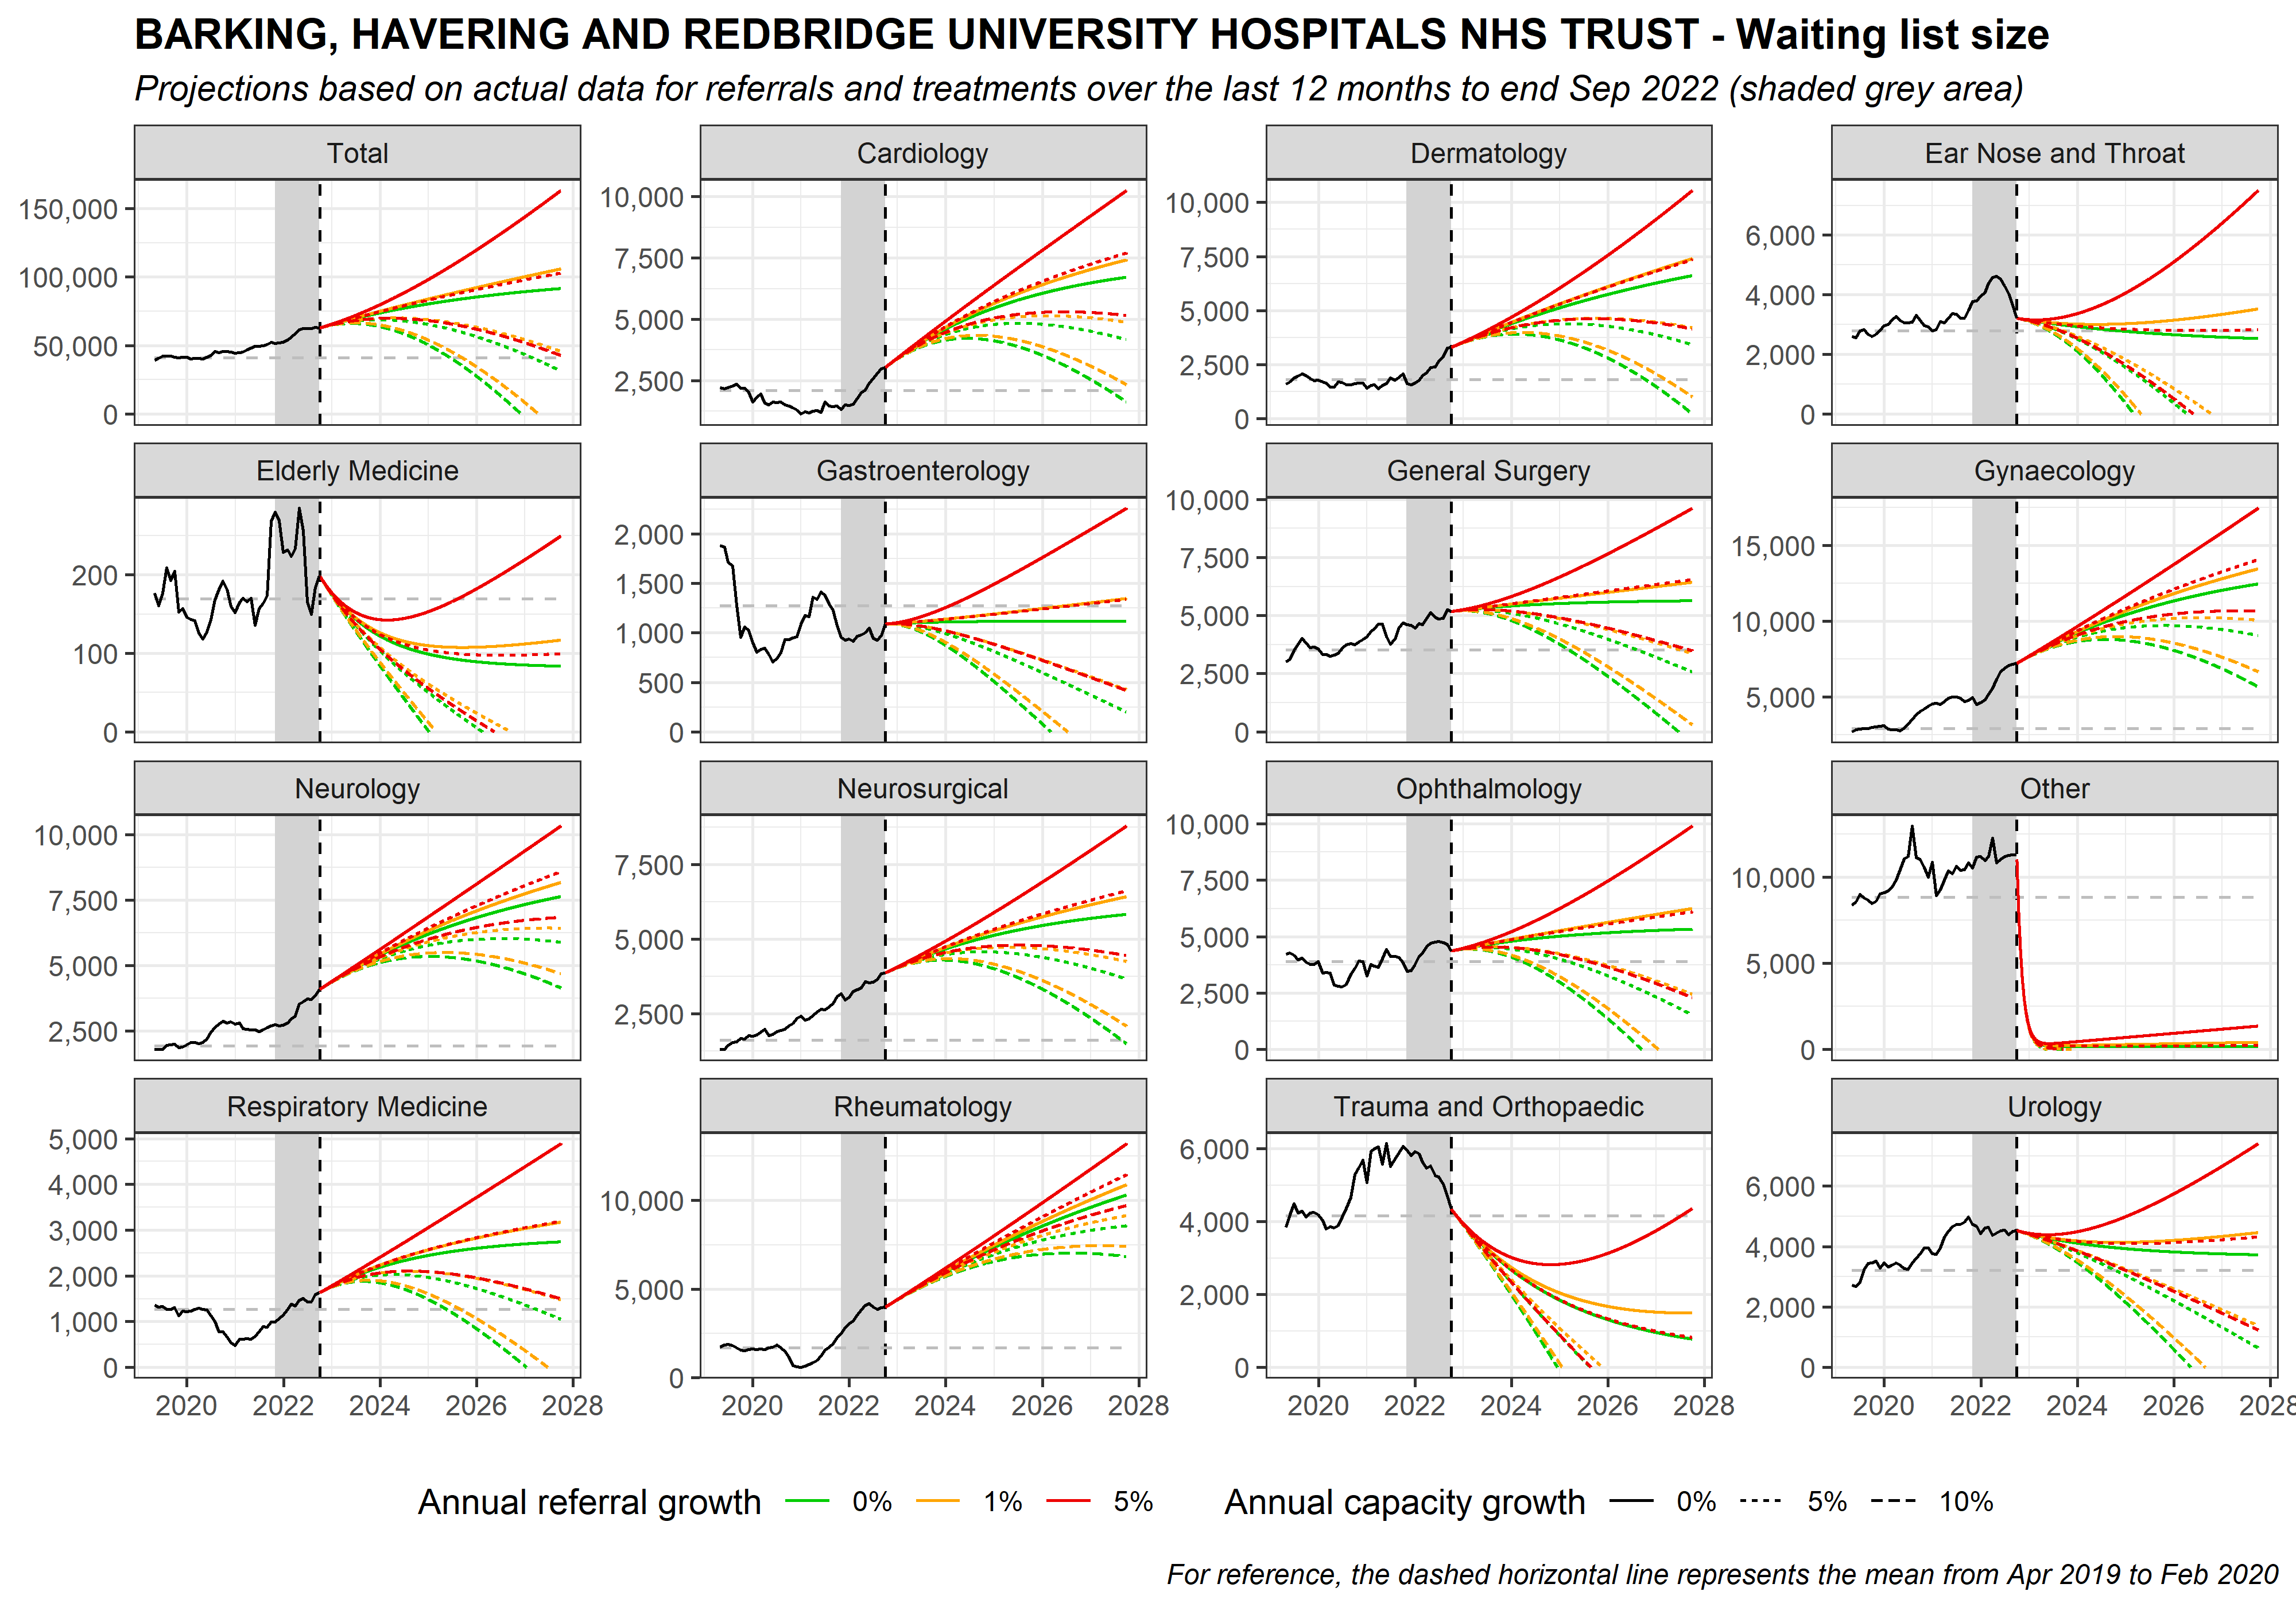 BARKING, HAVERING AND REDBRIDGE UNIVERSITY HOSPITALS NHS TRUST - Waiting list size
Projections based on actual data for referrals and treatments over the last 12 months to end Sep 2022 (shaded grey area)
Total
Cardiology
Dermatology
Ear Nose and Throat
150,000
100,000
50,000
0
10,000
7,500
5,000
2,500
10,000
7,500
5,000
2,500
0
6,000
4,000
2,000
0
Elderly Medicine
Gastroenterology
General Surgery
Gynaecology
200
100
0
2,000
1,500
1,000
500
0
10,000
7,500
5,000
2,500
0
15,000
10,000
5,000
Neurology
Neurosurgical
Ophthalmology
Other
10,000
7,500
5,000
2,500
7,500
5,000
2,500
10,000
7,500
5,000
2,500
0
10,000
5,000
0
Respiratory Medicine
Rheumatology
Trauma and Orthopaedic
Urology
5,000
4,000
3,000
2,000
1,000
0
10,000
5,000
0
6,000
4,000
2,000
0
6,000
4,000
2,000
0
2020 2022 2024 2026 2028
2020 2022 2024 2026 2028
2020 2022 2024 2026 2028
2020 2022 2024 2026 2028
Annual referral growth 0% 1% 5%
Annual capacity growth 0% 5% 10%
For reference, the dashed horizontal line represents the mean from Apr 2019 to Feb 2020